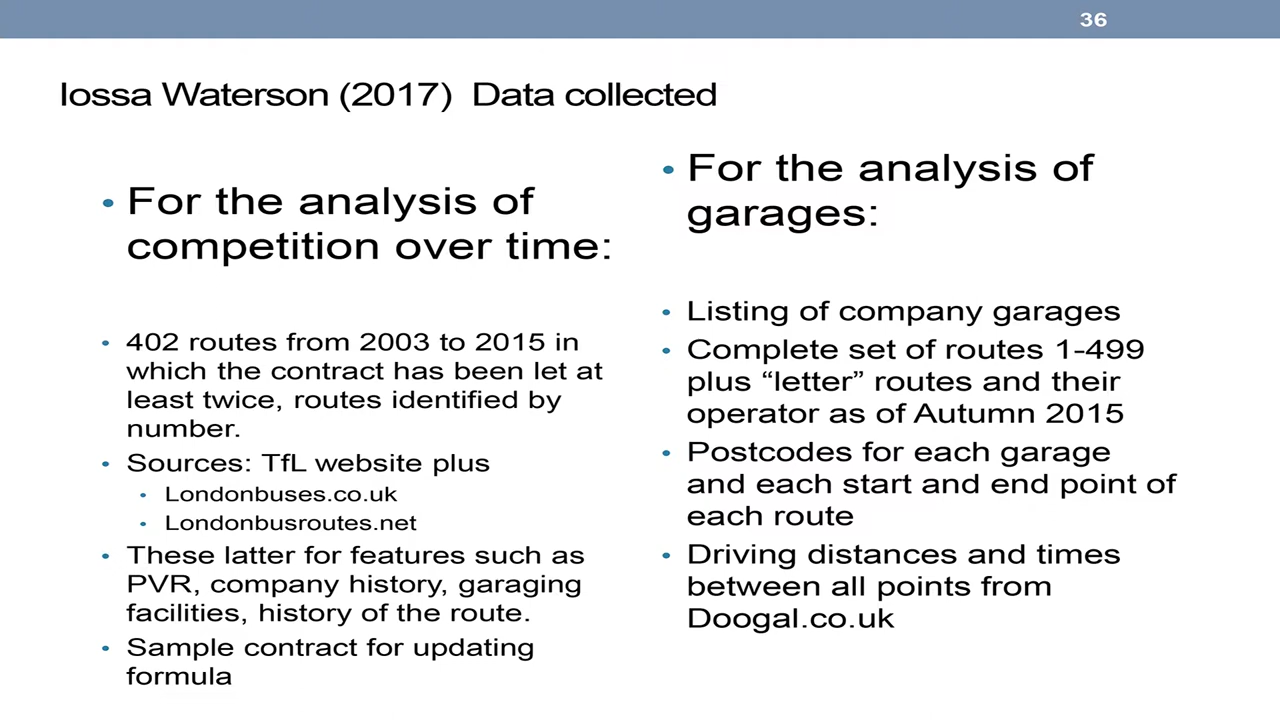 36
Iossa Waterson (2017) Data collected
• For the analysis of
competition over time:
• 402 routes from 2003 to 2015 in
which the contract has been let at
least twice, routes identified by
number.
• Sources: TfL website plus
• Londonbuses.co.uk
• Londonbusroutes.net
• These latter for features such as
PVR, company history, garaging
facilities, history of the route.
• Sample contract for updating
formula
• For the analysis of
garages:
• Listing of company garages
• Complete set of routes 1-499
plus “letter” routes and their
operator as of Autumn 2015
• Postcodes for each garage
and each start and end point of
each route
• Driving distances and times
between all points from
Doogal.co.uk